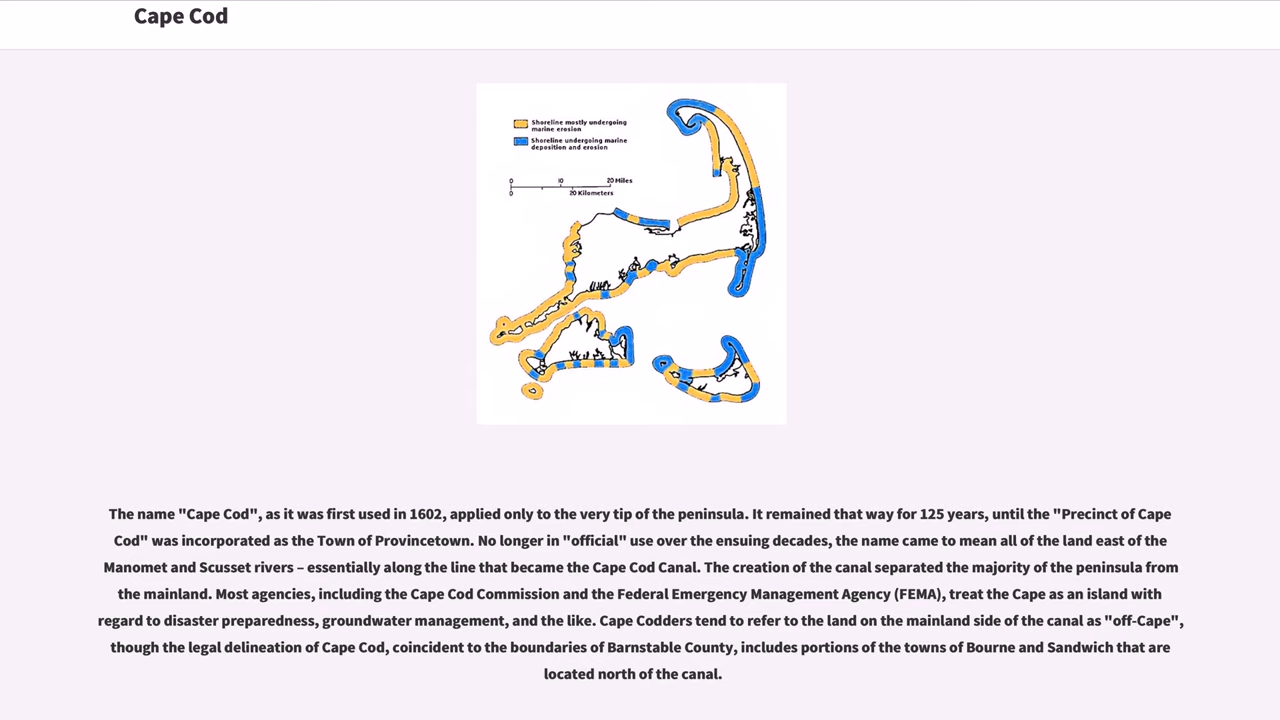 Cape Cod
Shoreline mostly undergoing
marine erosion
Shoreline undergoing marine
deposition and erosion
0 10 20 Miles
0 20 Kilometers
The name "Cape Cod", as it was first used in 1602, applied only to the very tip of the peninsula. It remained that way for 125 years, until the "Precinct of Cape
Cod" was incorporated as the Town of Provincetown. No longer in "official" use over the ensuing decades, the name came to mean all of the land east of the
Manomet and Scusset rivers – essentially along the line that became the Cape Cod Canal. The creation of the canal separated the majority of the peninsula from
the mainland. Most agencies, including the Cape Cod Commission and the Federal Emergency Management Agency (FEMA), treat the Cape as an island with
regard to disaster preparedness, groundwater management, and the like. Cape Codders tend to refer to the land on the mainland side of the canal as "off-Cape",
though the legal delineation of Cape Cod, coincident to the boundaries of Barnstable County, includes portions of the towns of Bourne and Sandwich that are
located north of the canal.